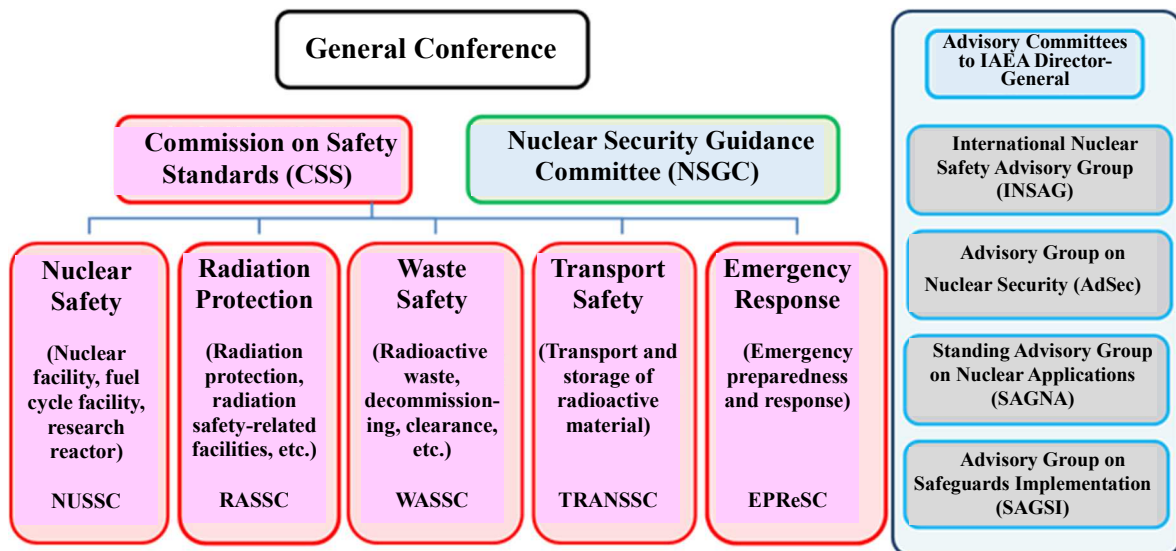 General Conference
Commission on Safety
Standards (CSS)
Nuclear Security Guidance
Committee (NSGC)
Nuclear
Safety
(Nuclear
facility, fuel
cycle facility,
research
reactor)
NUSSC
Radiation
Protection
(Radiation
protection,
radiation
safety-related
facilities, etc.)
RASSC
Waste
Safety
(Radioactive
waste,
decommission-
ing, clearance,
etc.)
WASSC
Transport
Safety
(Transport and
storage of
radioactive
material)
TRANSSC
Emergency
Response
(Emergency
preparedness
and response)
EPReSC
Advisory Committees
to IAEA Director-
General
International Nuclear
Safety Advisory Group
(INSAG)
Advisory Group on
Nuclear Security (AdSec)
Standing Advisory Group
on Nuclear Applications
(SAGNA)
Advisory Group on
Safeguards Implementation
(SAGSI)